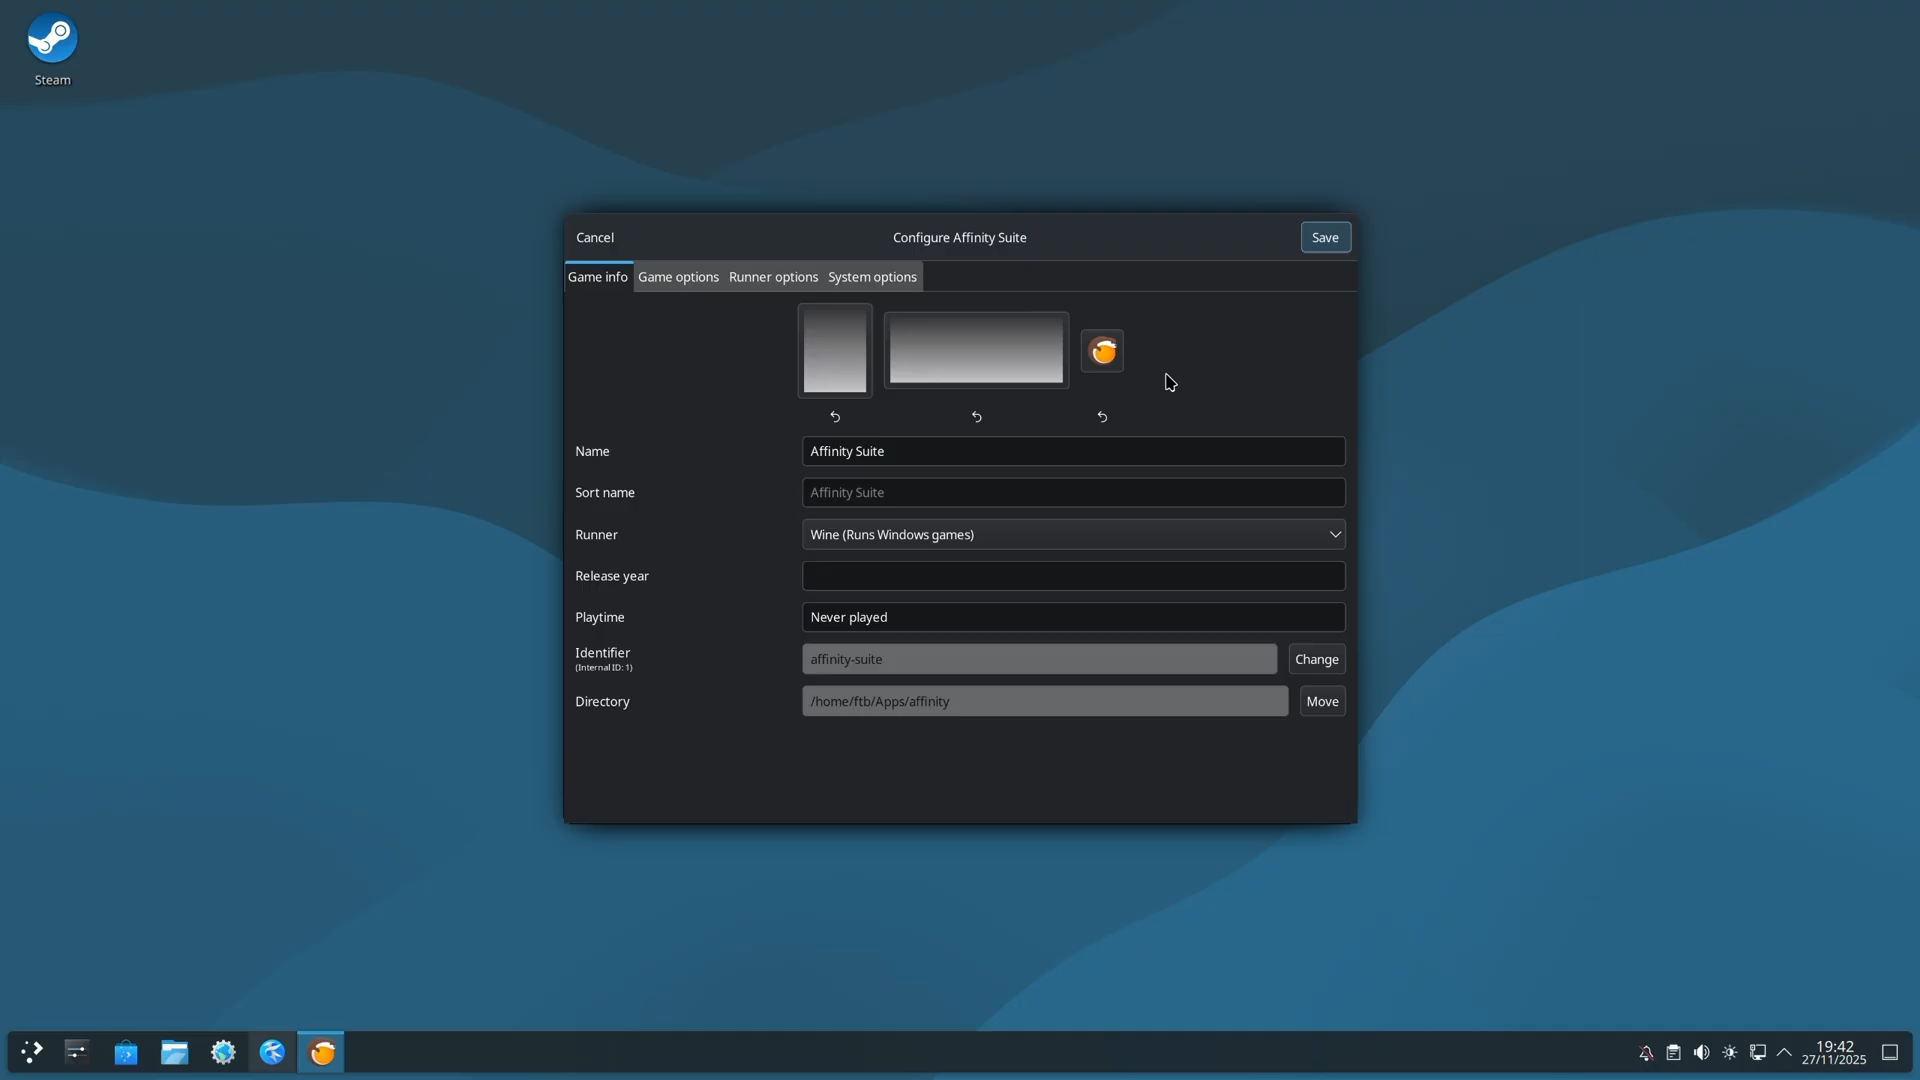 Steam
Cancel
Configure Affinity Suite
Save
Game info
Game options
Runner options
System options
Name
Affinity Suite
Sort name
Affinity Suite
Runner
Wine (Runs Windows games)
Release year
Playtime
Never played
Identifier
(Internal ID: 1)
affinity-suite
Change
Directory
/home/ftb/Apps/affinity
Move
19:42
27/11/2025